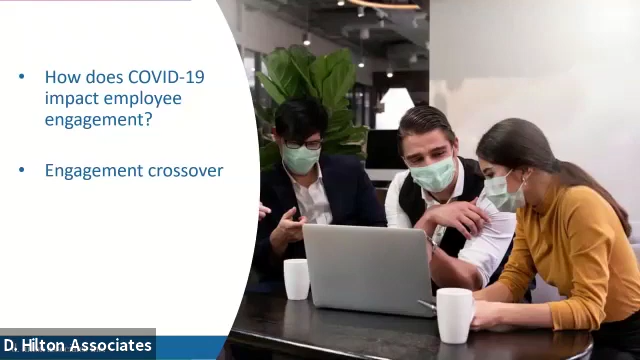 • How does COVID-19
impact employee
engagement?
• Engagement crossover
D. Hilton Associates